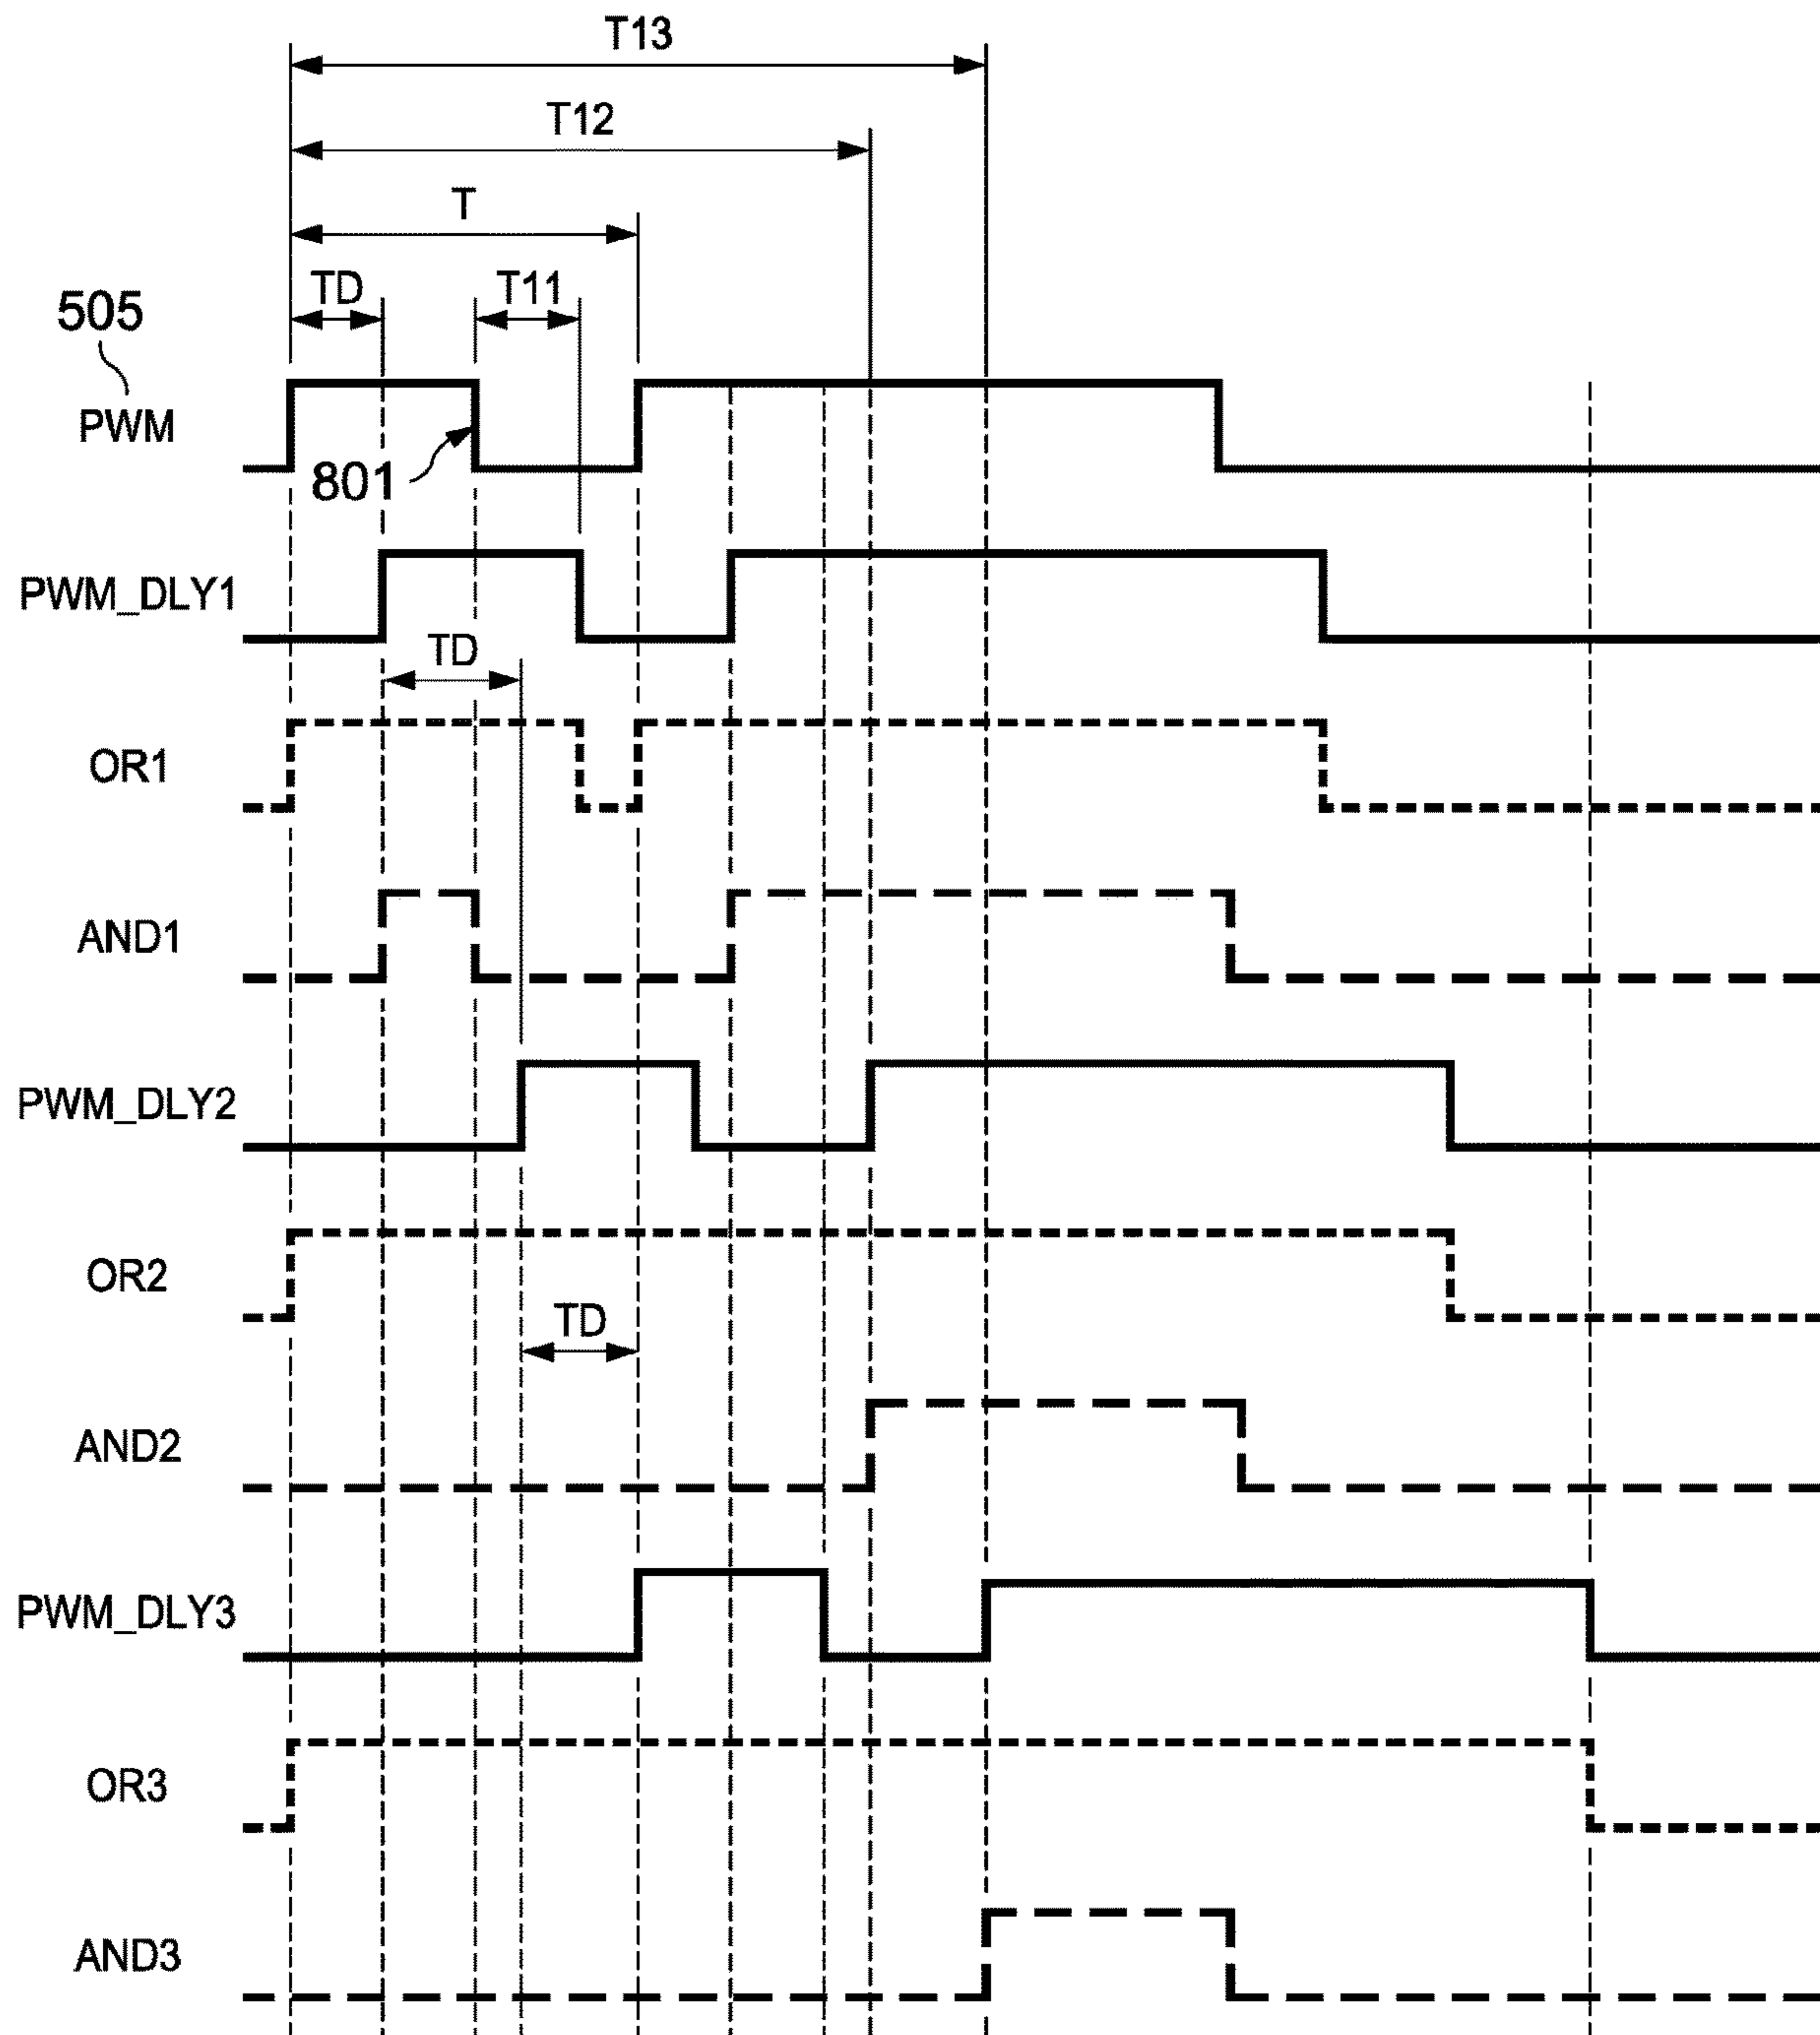 T13
T12
T
TD T11
505
PWM
801
PWM_DLY1
TD
OR1
AND1
PWM_DLY2
OR2
TD
AND2
PWM_DLY3
OR3
AND3